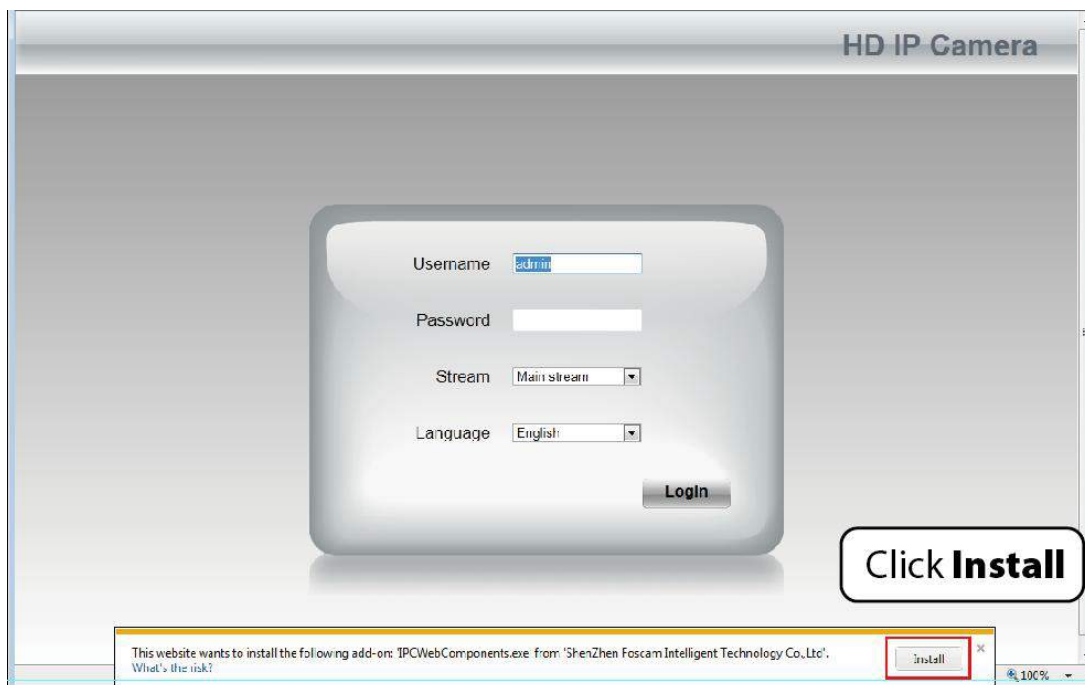 HD IP Camera
Username admin
Password
Stream Main stream
Language English
Login
Click Install
This website wants to install the following add-on: 'IPCWebComponents.exe' from 'ShenZhen Foscam Intelligent Technology Co.,Ltd'.
What's the risk?
Install
100%